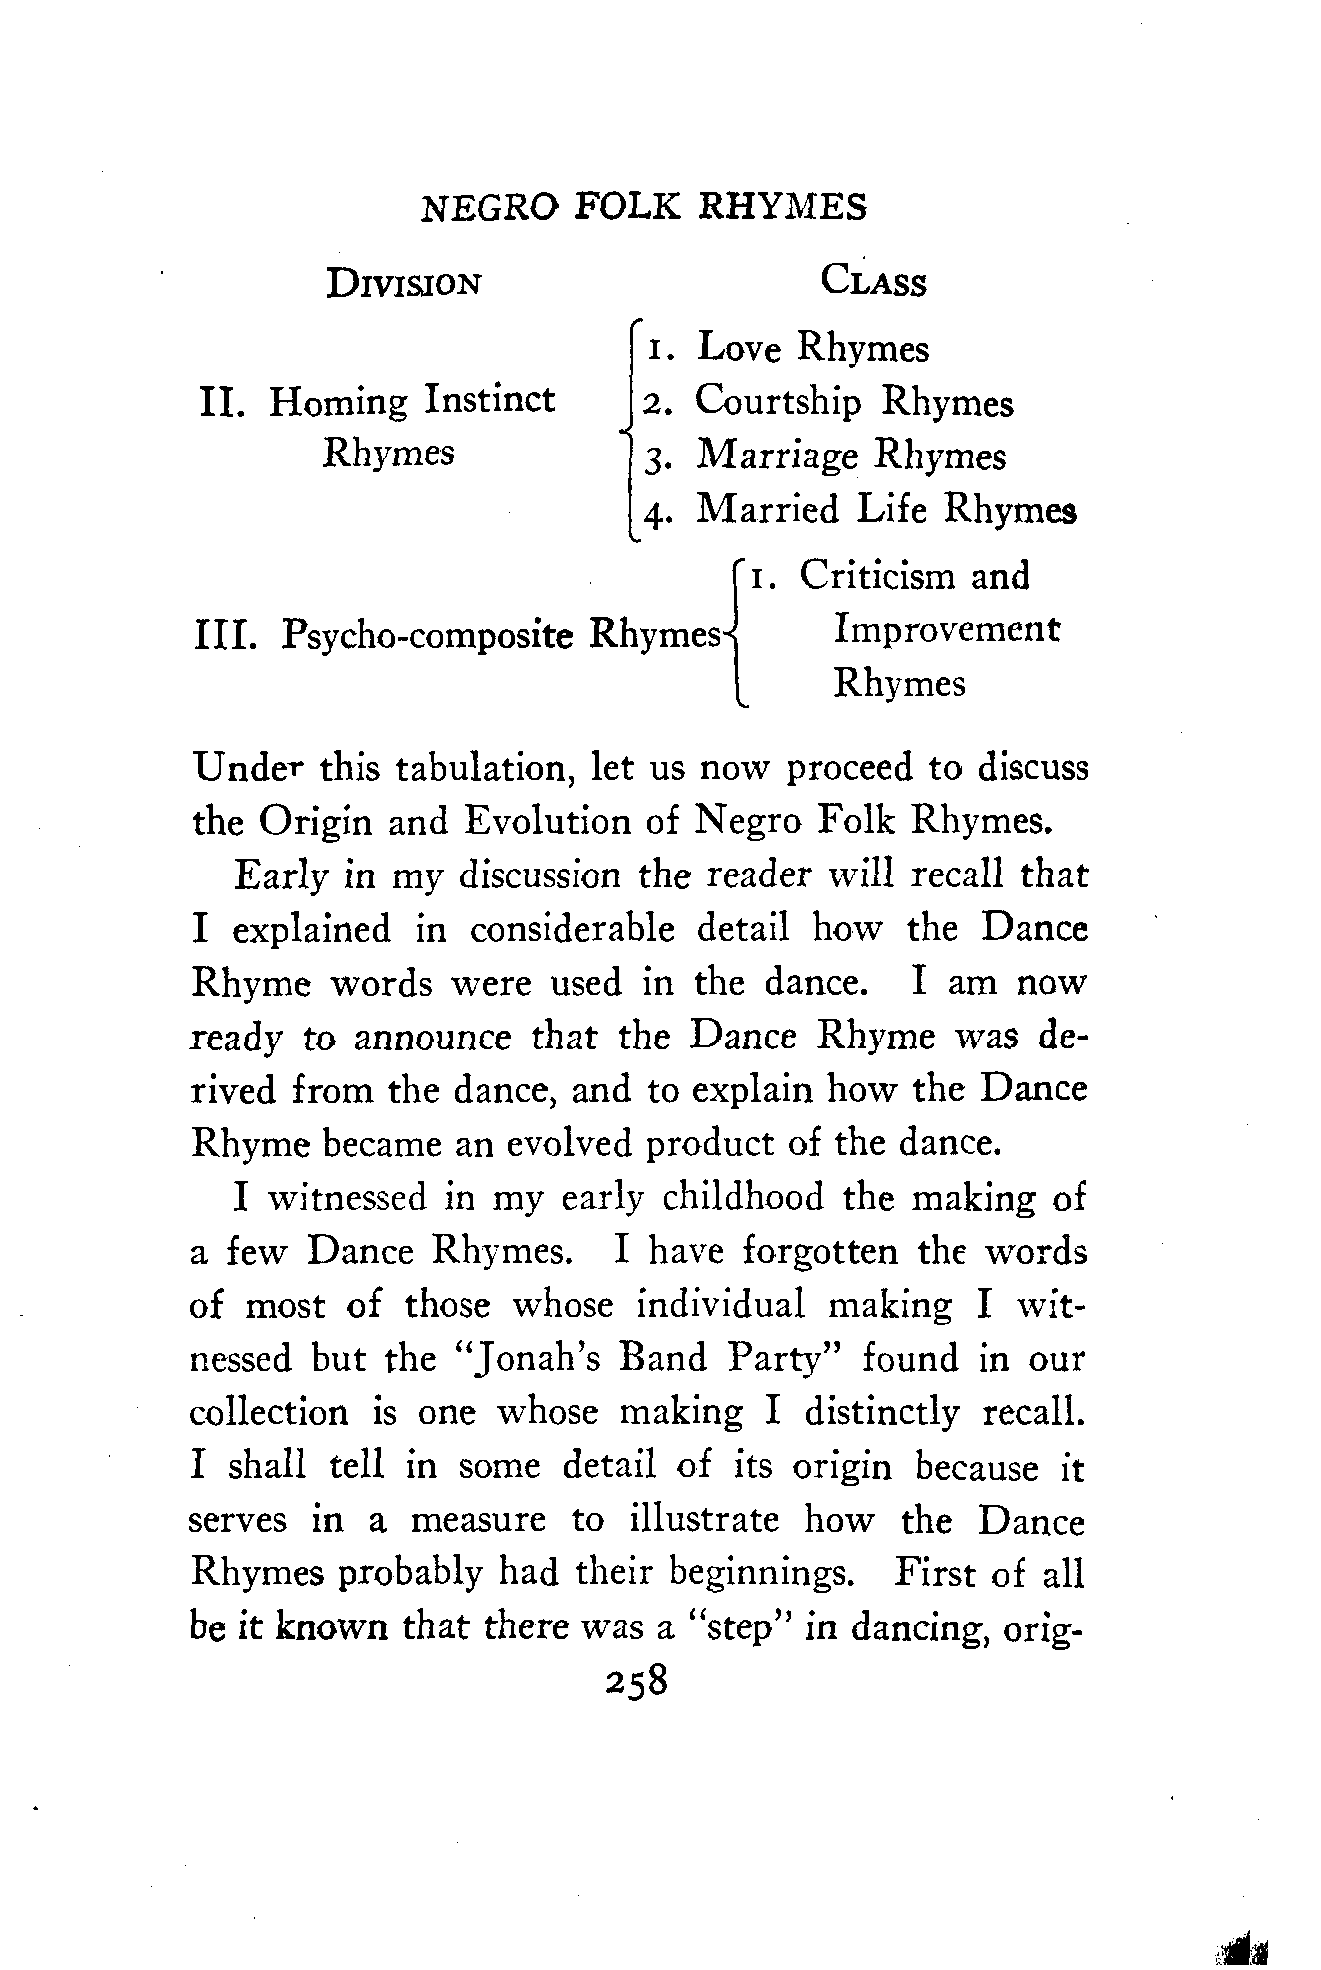 NEGRO FOLK RHYMES
Division Class
1. Love Rhymes
II. Homing Instinct 2. Courtship Rhymes
Rhymes 3. Marriage Rhymes
4. Married Life Rhymes
1. Criticism and
III. Psycho-composite Rhymes Improvement
Rhymes
Under this tabulation, let us now proceed to discuss
the Origin and Evolution of Negro Folk Rhymes.
Early in my discussion the reader will recall that
I explained in considerable detail how the Dance
Rhyme words were used in the dance. I am now
ready to announce that the Dance Rhyme was de-
rived from the dance, and to explain how the Dance
Rhyme became an evolved product of the dance.
I witnessed in my early childhood the making of
a few Dance Rhymes. I have forgotten the words
of most of those whose individual making I wit-
nessed but the “Jonah’s Band Party” found in our
collection is one whose making I distinctly recall.
I shall tell in some detail of its origin because it
serves in a measure to illustrate how the Dance
Rhymes probably had their beginnings. First of all
be it known that there was a “step” in dancing, orig-
258